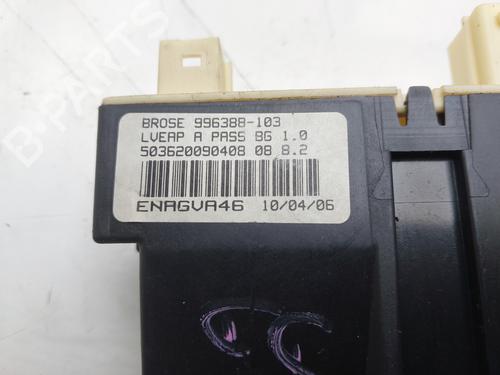 BROSE 996388-103
LVEAP A PASS BG 1.0
503620090408 08 8.2
ENAGVA46 10/04/06
B-PARTS